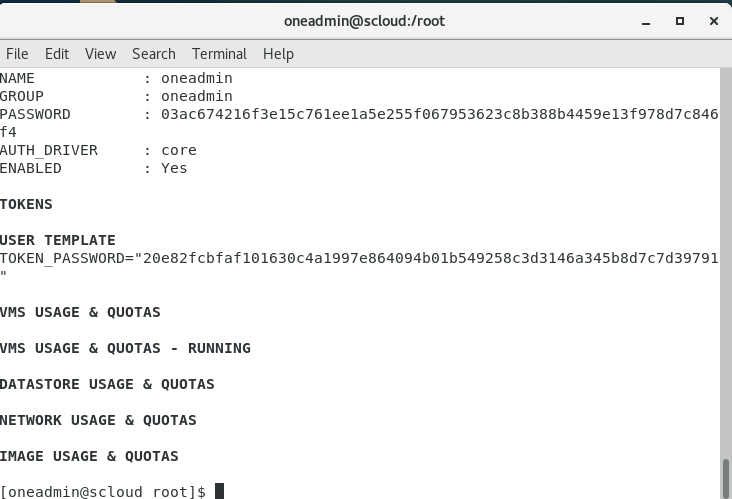 oneadmin@scloud:/root
File Edit View Search Terminal Help
NAME : oneadmin
GROUP : oneadmin
PASSWORD : 03ac674216f3e15c761ee1a5e255f067953623c8b388b4459e13f978d7c846
f4
AUTH_DRIVER : core
ENABLED : Yes
TOKENS
USER TEMPLATE
TOKEN_PASSWORD="20e82fcbfaf101630c4a1997e864094b01b549258c3d3146a345b8d7c7d39791
"
VMS USAGE & QUOTAS
VMS USAGE & QUOTAS - RUNNING
DATASTORE USAGE & QUOTAS
NETWORK USAGE & QUOTAS
IMAGE USAGE & QUOTAS
[oneadmin@scloud root]$